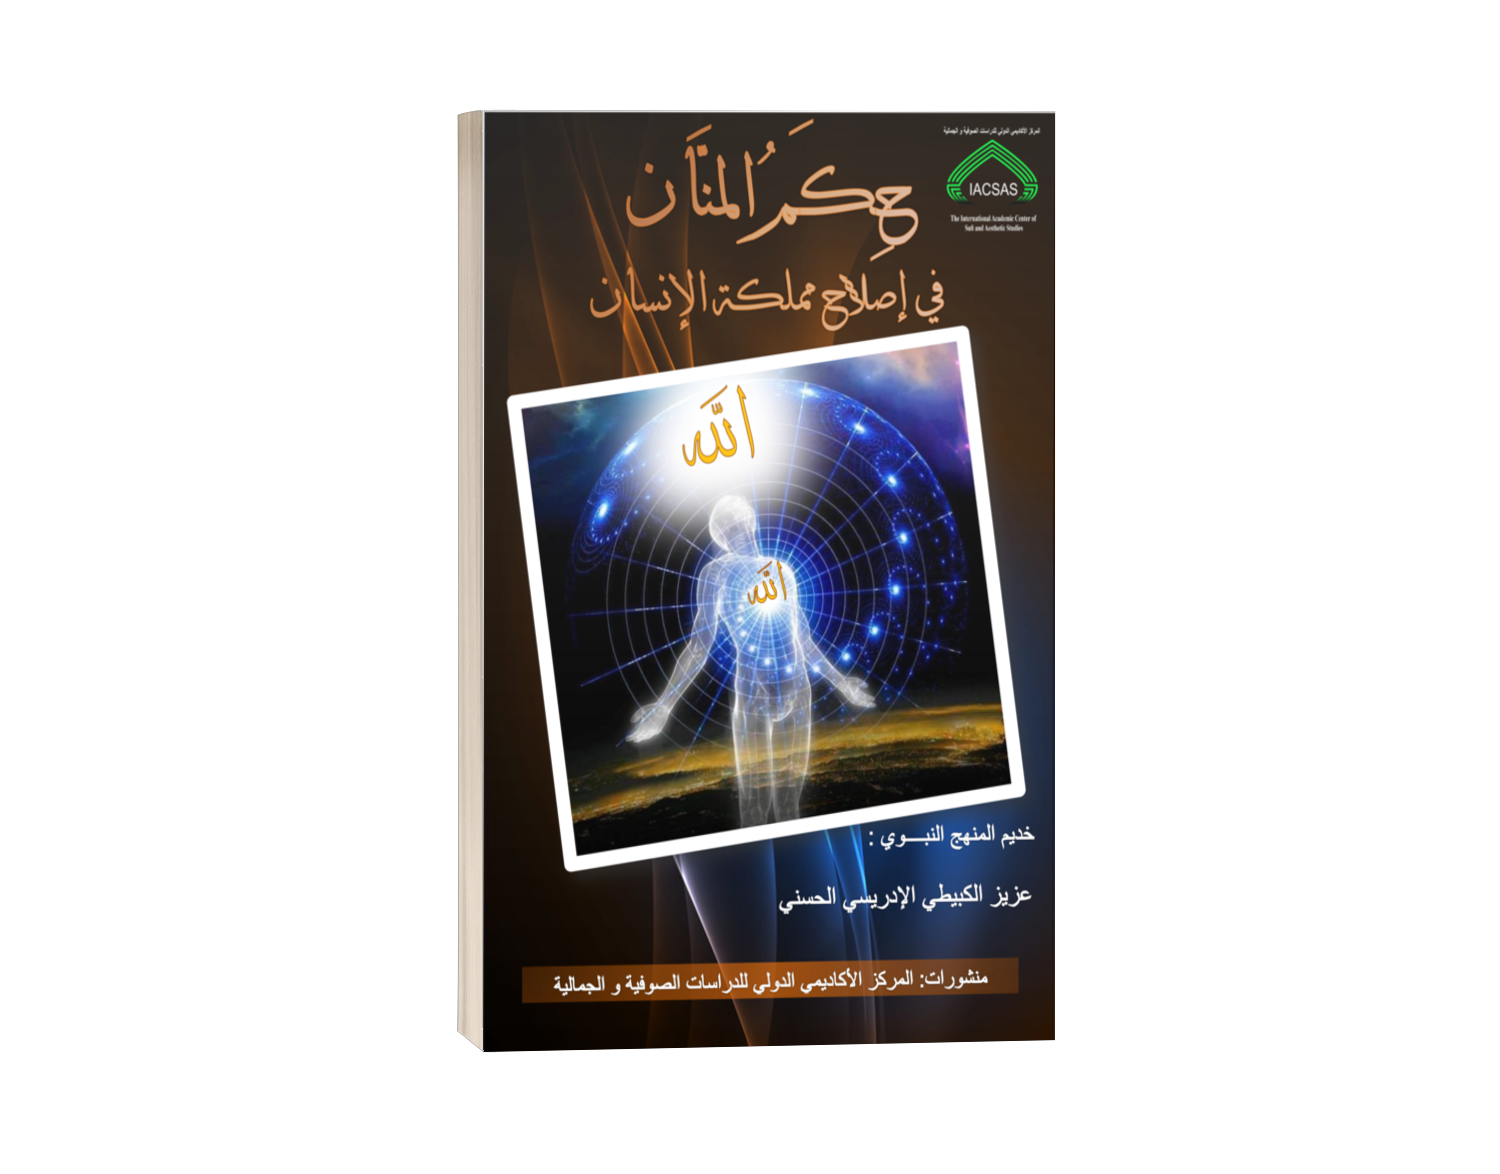 المركز الأكاديمي الدولي للدراسات الصوفية و الجمالية
IACSAS
The International Academic Center of
Sufi and Aesthetic Studies
حِكَمُ المنَّان
في إصلاح مملكة الإنسان
الله
الله
خديم المنهج النبـــوي :
عزيز الكبيطي الإدريسي الحسني
منشورات: المركز الأكاديمي الدولي للدراسات الصوفية و الجمالية